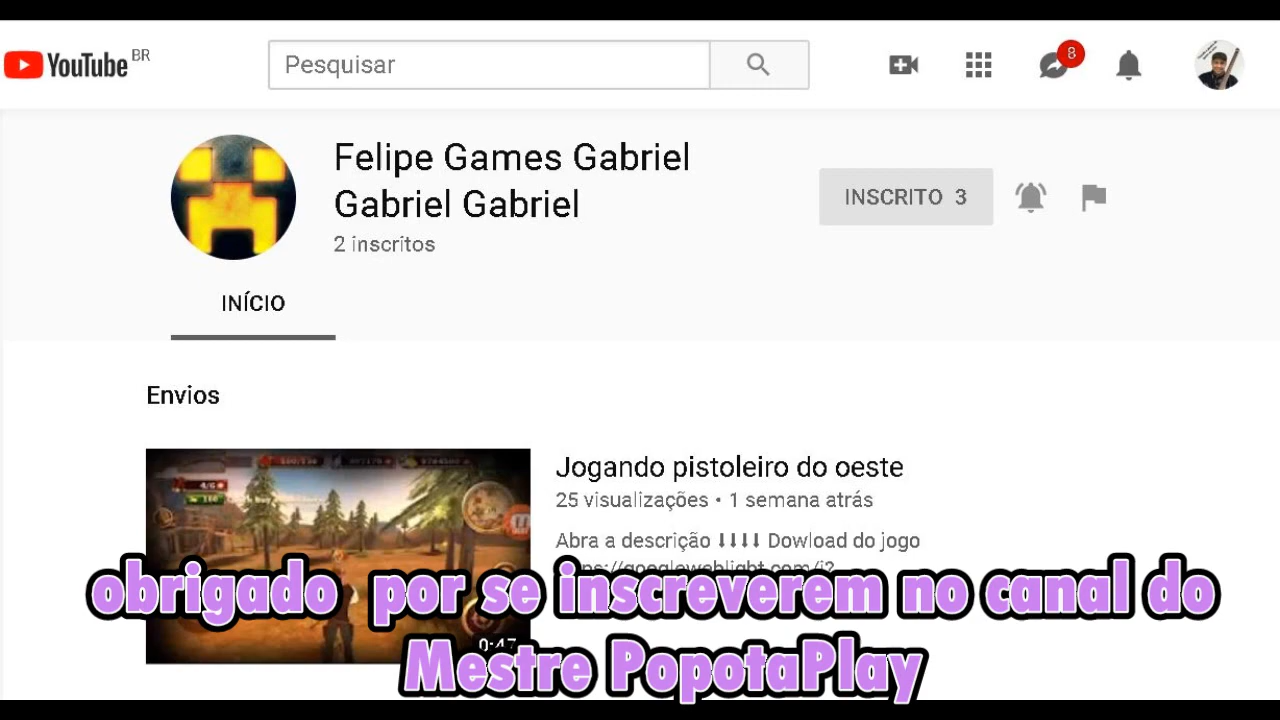 YouTube BR
Pesquisar
8
Felipe Games Gabriel
Gabriel Gabriel
2 inscritos
INSCRITO 3
INÍCIO
Envios
Jogando pistoleiro do oeste
25 visualizações • 1 semana atrás
Abra a descrição ⬇⬇⬇⬇ Dowload do jogo
0:47
obrigado por se inscreverem no canal do
Mestre PopotaPlay